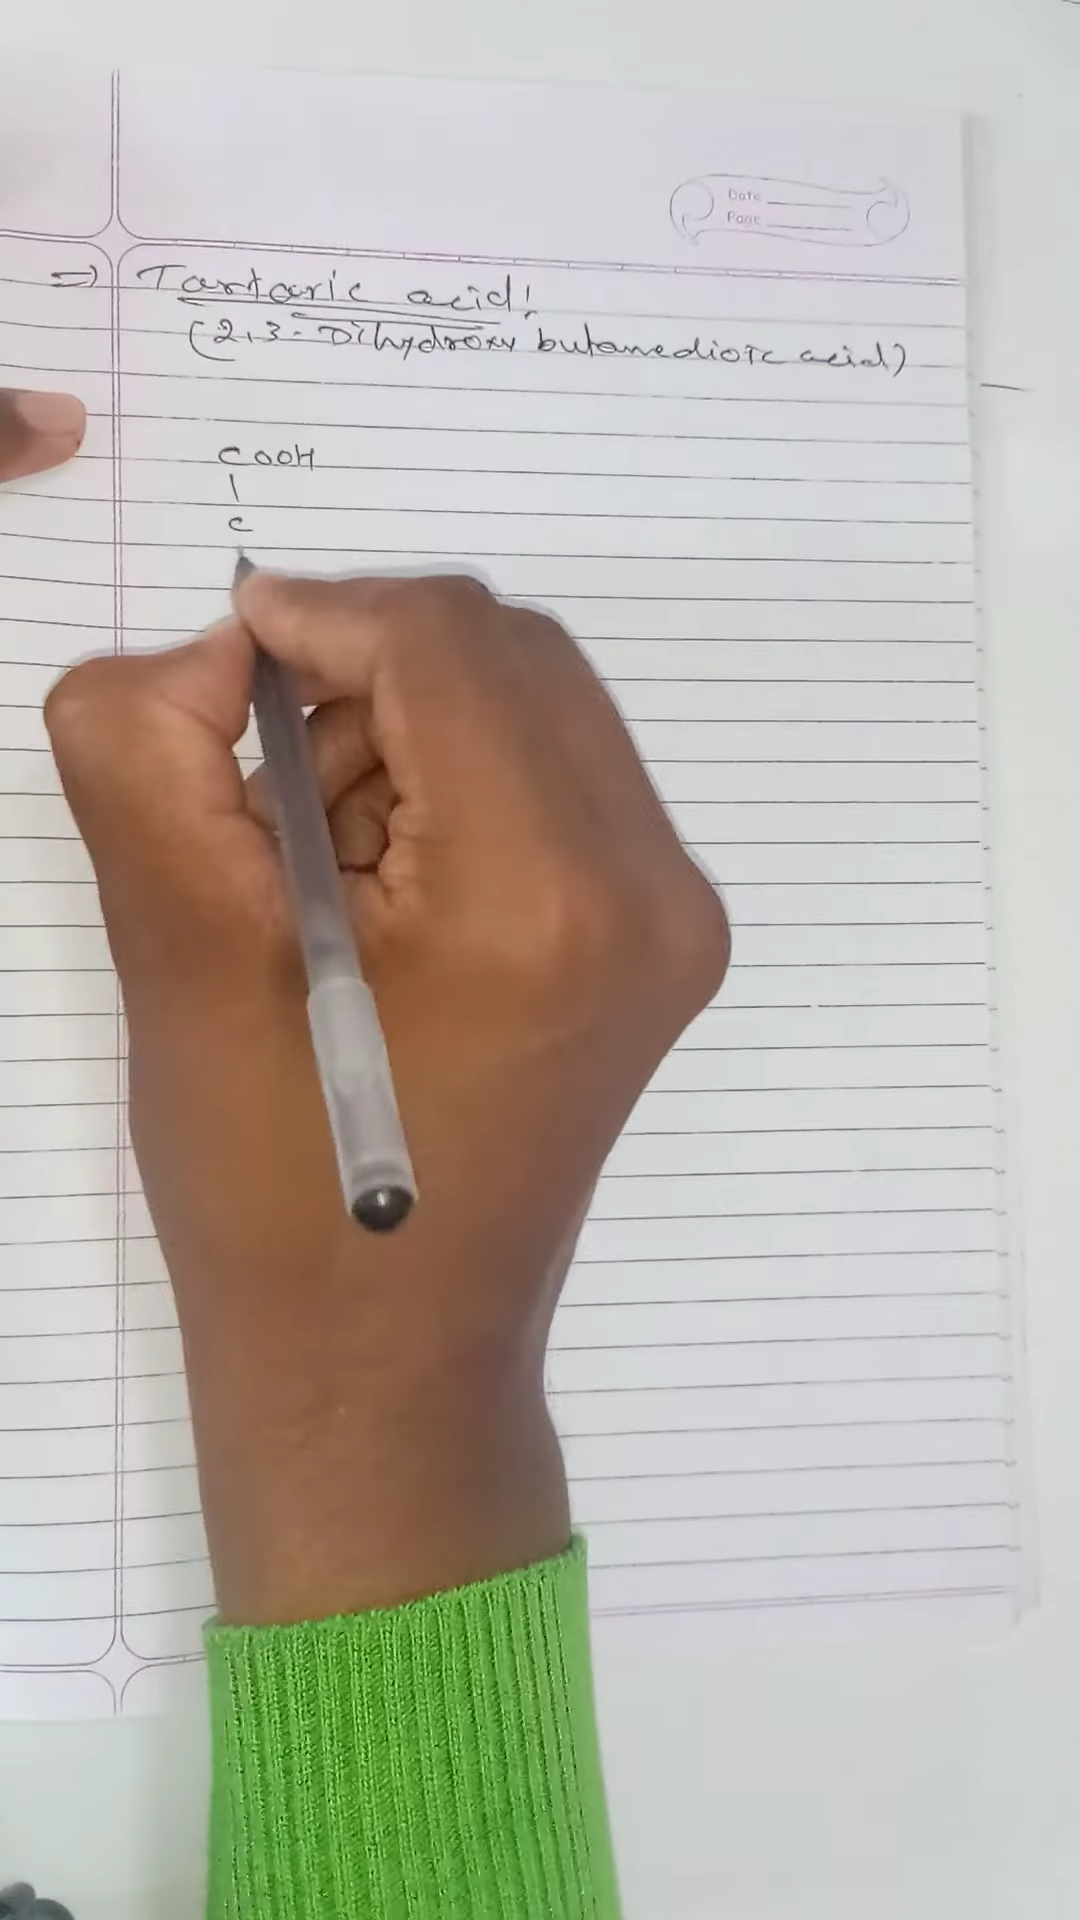 Date
Page
=> Tartaric acid!
(2,3-Dihydroxy butanedioic acid)
COOH
|
C